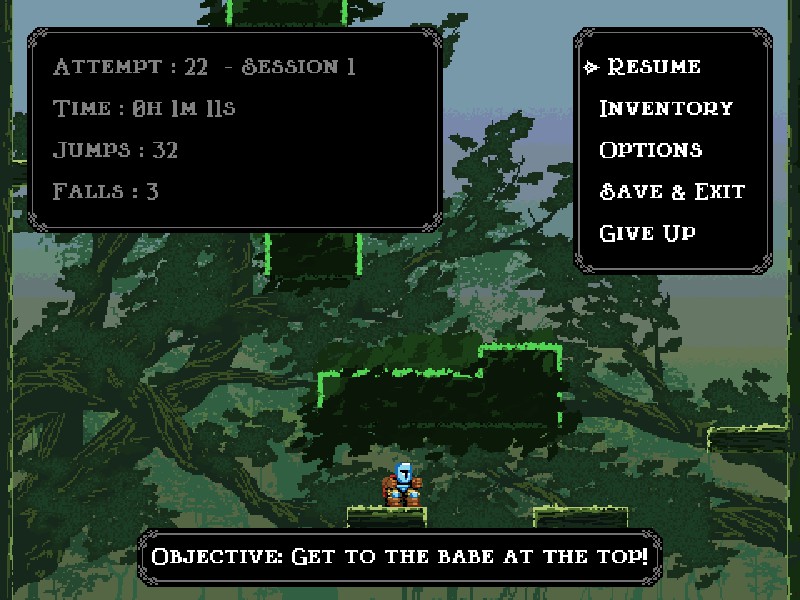 Attempt : 22 - Session 1
Time : 0h 1m 11s
Jumps : 32
Falls : 3
Resume
Inventory
Options
Save & Exit
Give Up
Objective: Get to the babe at the top!